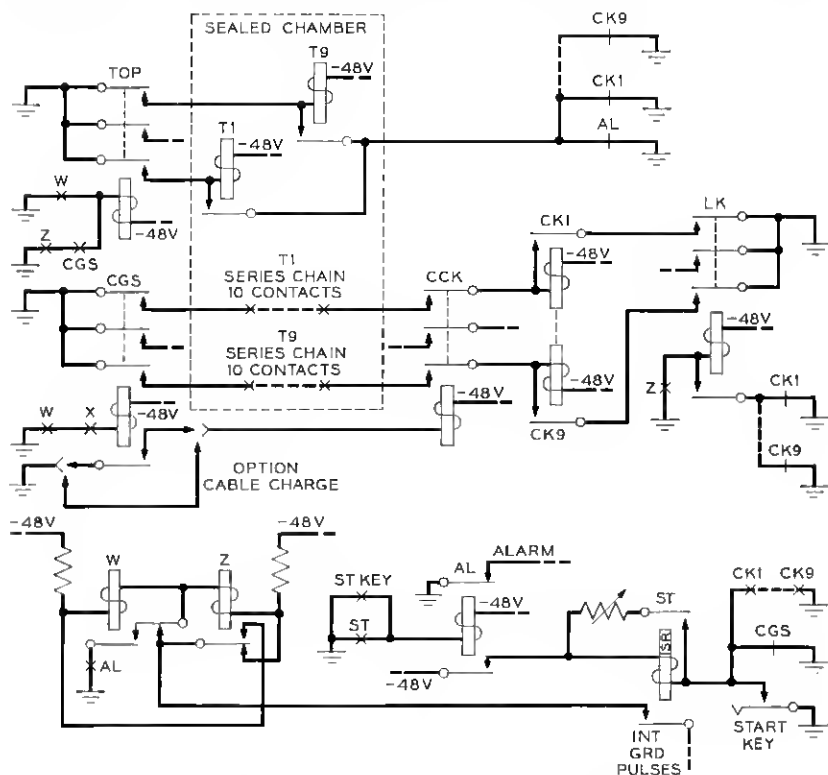 SEALED CHAMBER
CK9
T9
-48V
TOP
CK1
T1
-48V
AL
W
-48V
Z
CGS
CK1
LK
-48V
CGS
T1
SERIES CHAIN
10 CONTACTS
CCK
-48V
T9
SERIES CHAIN
10 CONTACTS
-48V
-48V
Z
CK1
W
X
-48V
-48V
CK9
CK9
OPTION
CABLE CHARGE
-48V
-48V
W
Z
AL
ALARM
ST KEY
-48V
ST
CK1
CK9
ST
SR
CGS
AL
-48V
START
KEY
INT
GRD
PULSES